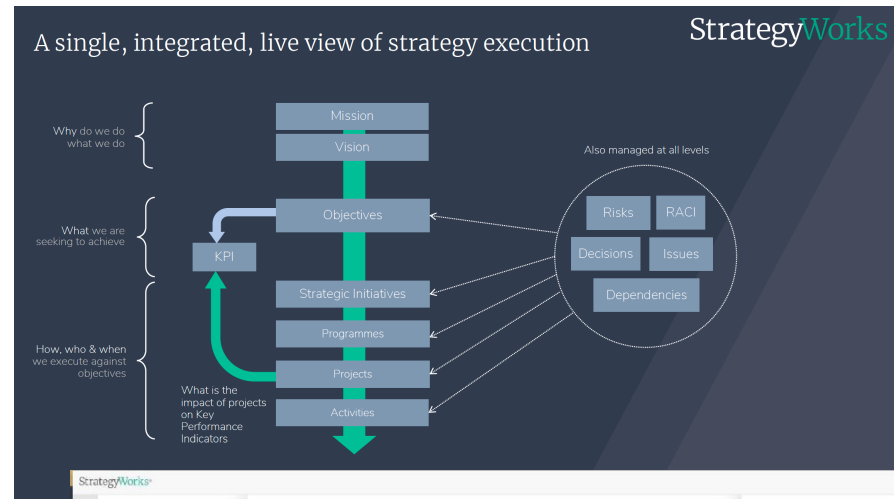 A single, integrated, live view of strategy execution
StrategyWorks
Why do we do
what we do
Mission
Vision
Also managed at all levels
What we are
seeking to achieve
Objectives
KPI
Risks
RACI
Decisions
Issues
Dependencies
How, who & when
we execute against
objectives
Strategic Initiatives
Programmes
Projects
Activities
What is the
impact of projects
on Key
Performance
Indicators
StrategyWorks